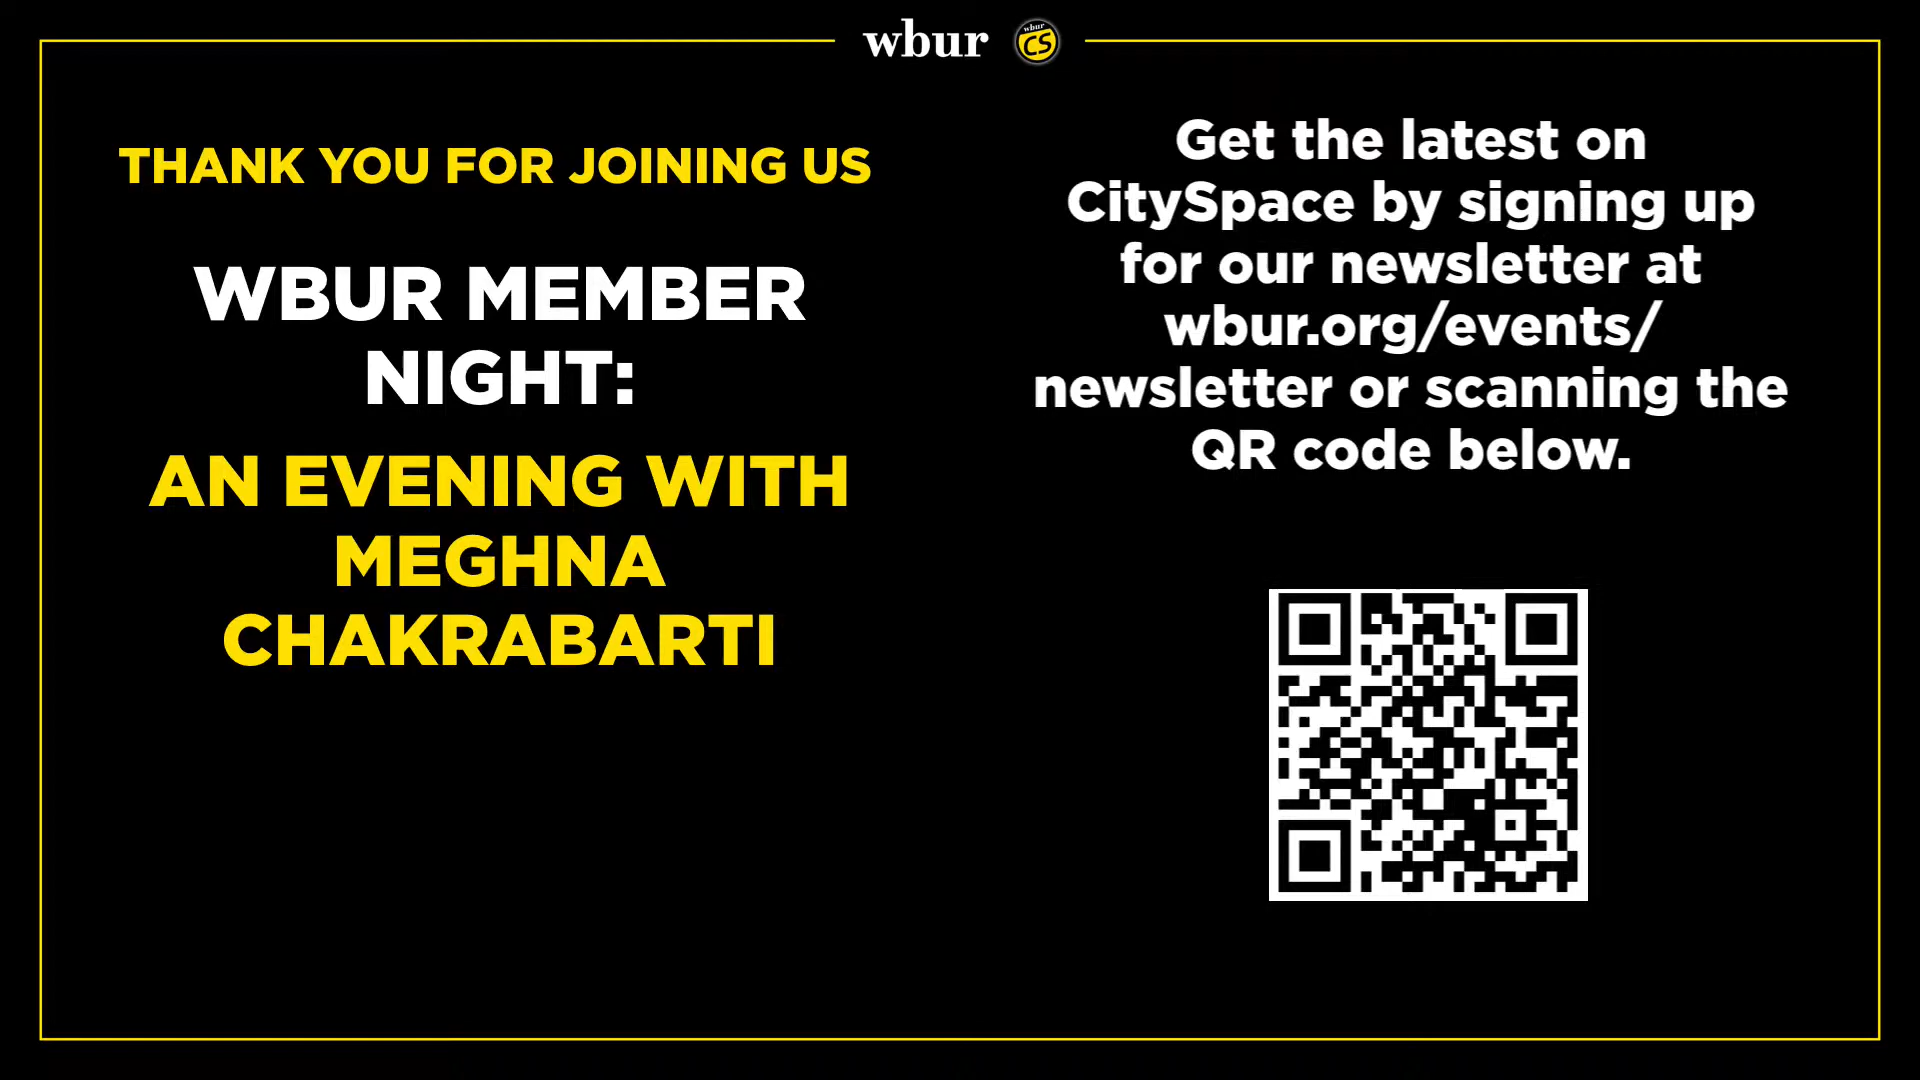 wbur
wbur
CS
THANK YOU FOR JOINING US
WBUR MEMBER
NIGHT:
AN EVENING WITH
MEGHNA
CHAKRABARTI
Get the latest on
CitySpace by signing up
for our newsletter at
wbur.org/events/
newsletter or scanning the
QR code below.